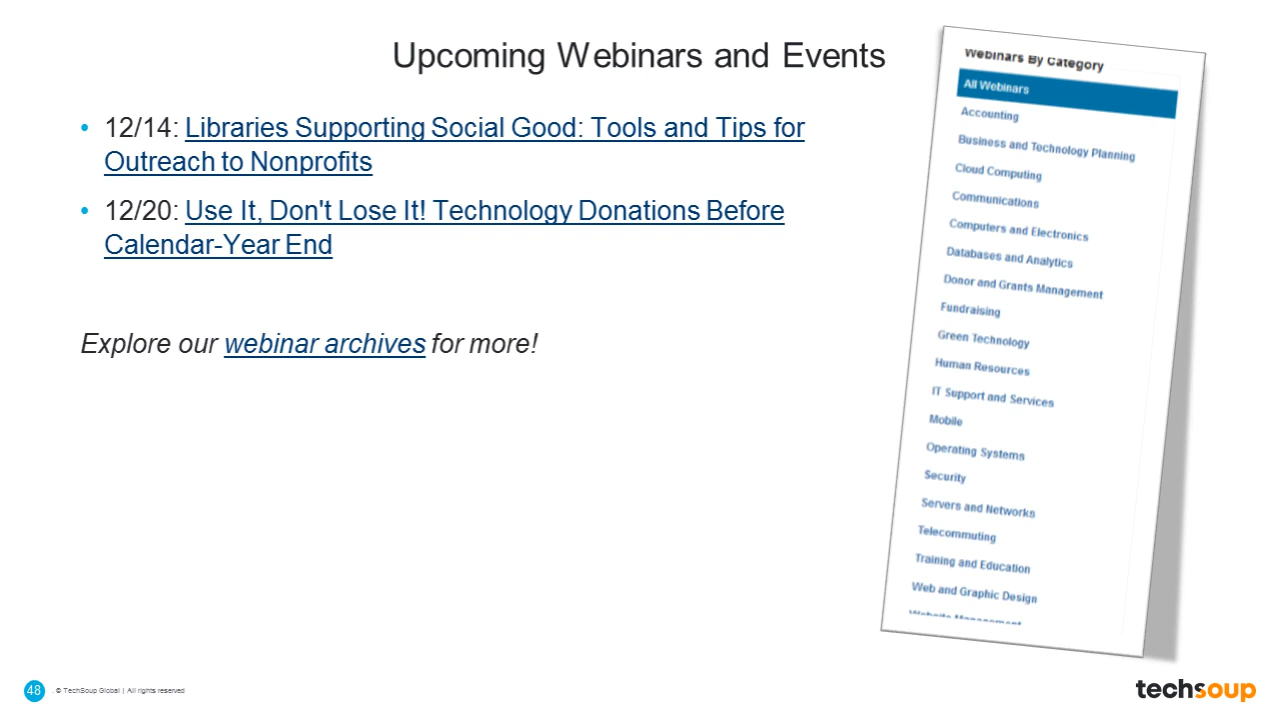 Upcoming Webinars and Events
• 12/14: Libraries Supporting Social Good: Tools and Tips for
Outreach to Nonprofits
• 12/20: Use It, Don't Lose It! Technology Donations Before
Calendar-Year End
Explore our webinar archives for more!
Webinars By Category
All Webinars
Accounting
Business and Technology Planning
Cloud Computing
Communications
Computers and Electronics
Databases and Analytics
Donor and Grants Management
Fundraising
Green Technology
Human Resources
IT Support and Services
Mobile
Operating Systems
Security
Servers and Networks
Telecommuting
Training and Education
Web and Graphic Design
Website Management
48 . © TechSoup Global | All rights reserved
techsoup